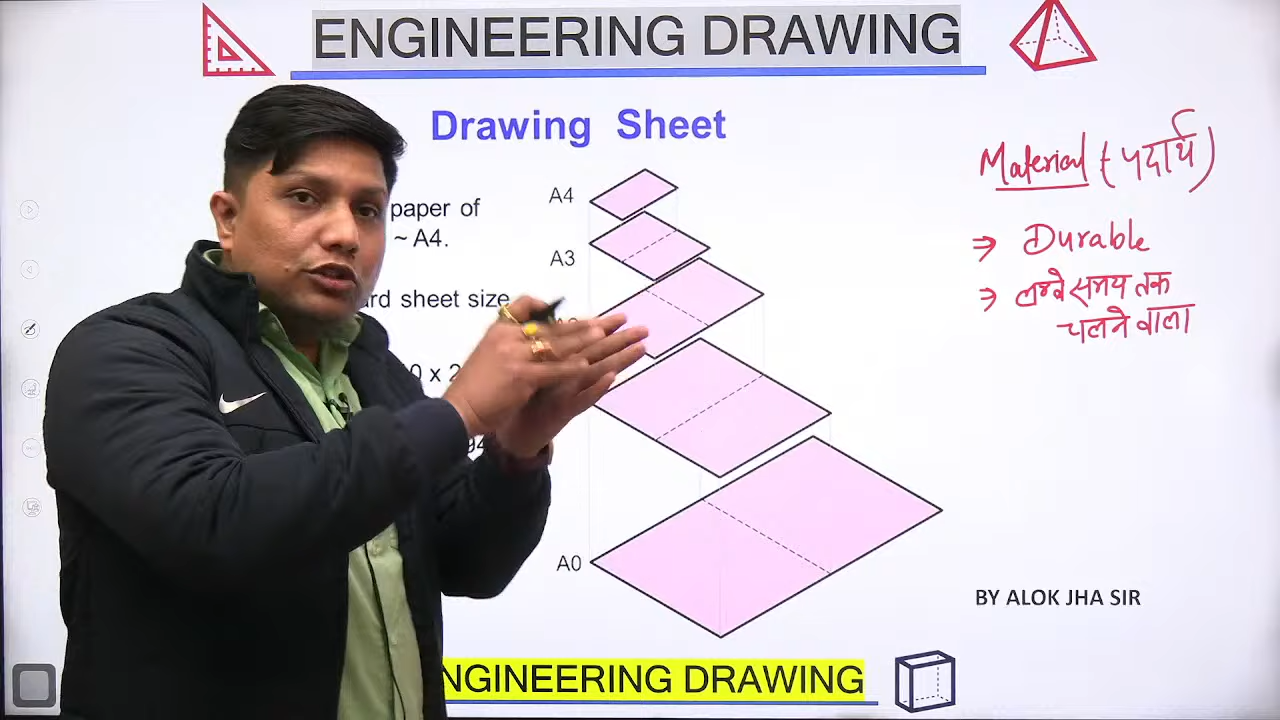 ENGINEERING DRAWING
Drawing Sheet
paper of
~ A4.
sheet size
0 x 2
A4
A3
A0
Material (पदार्थ)
⇒ Durable
⇒ लम्बे समय तक
चलने वाला
BY ALOK JHA SIR
NGINEERING DRAWING